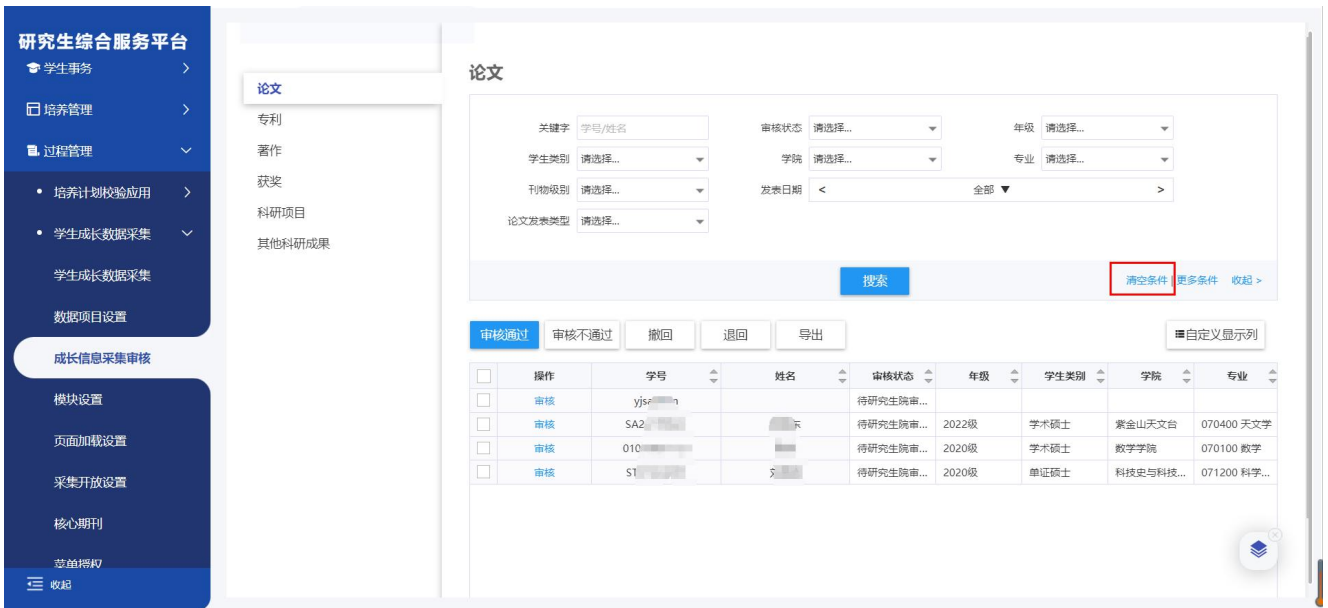 研究生综合服务平台
学生事务
培养管理
过程管理
培养计划校验应用
学生成长数据采集
学生成长数据采集
数据项目设置
成长信息采集审核
模块设置
页面加载设置
采集开放设置
核心期刊
菜单授权
收起
论文
专利
著作
获奖
科研项目
其他科研成果
论文
关键字 学号/姓名 审核状态 请选择... 年级 请选择...
学生类别 请选择... 学院 请选择... 专业 请选择...
刊物级别 请选择... 发表日期 < 全部 ▼ >
论文发表类型 请选择...
搜索 清空条件 | 更多条件 收起 >
审核通过 审核不通过 撤回 退回 导出 自定义显示列
操作 学号 姓名 审核状态 年级 学生类别 学院 专业
审核 待研究生院审...
审核 SA2 待研究生院审... 2022级 学术硕士 紫金山天文台 070400 天文学
审核 010 待研究生院审... 2020级 学术硕士 数学学院 070100 数学
审核 ST 待研究生院审... 2020级 单证硕士 科技史与科技... 071200 科学...